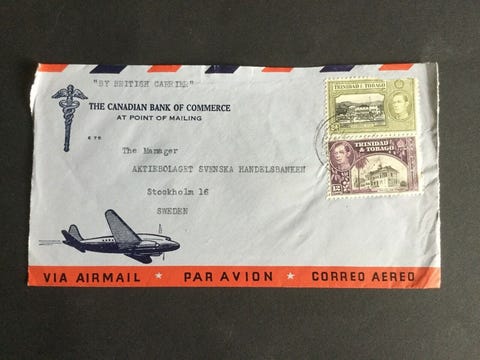 "BY BRITISH CARRIER"
THE CANADIAN BANK OF COMMERCE
AT POINT OF MAILING
The Manager
AKTIEBOLAGET SVENSKA HANDELSBANKEN
Stockholm 16
SWEDEN
TRINIDAD & TOBAGO
TRINIDAD
& TOBAGO
VIA AIRMAIL ★ PAR AVION ★ CORREO AEREO